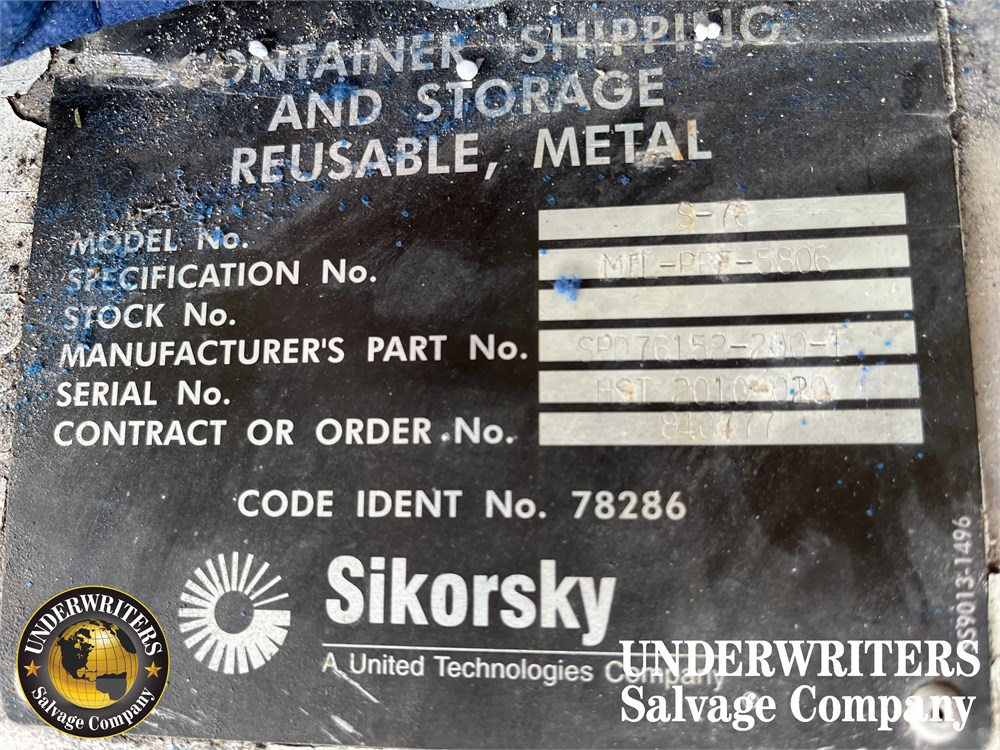 CONTAINER, SHIPPING
AND STORAGE
REUSABLE, METAL
MODEL No. S-76
SPECIFICATION No. MIL-PRF-5806
STOCK No.
MANUFACTURER'S PART No.
SERIAL No. HST
CONTRACT OR ORDER No.
CODE IDENT No. 78286
Sikorsky
A United Technologies Company
SS9013-1496
UNDERWRITERS
Salvage Company
UNDERWRITERS
Salvage Company